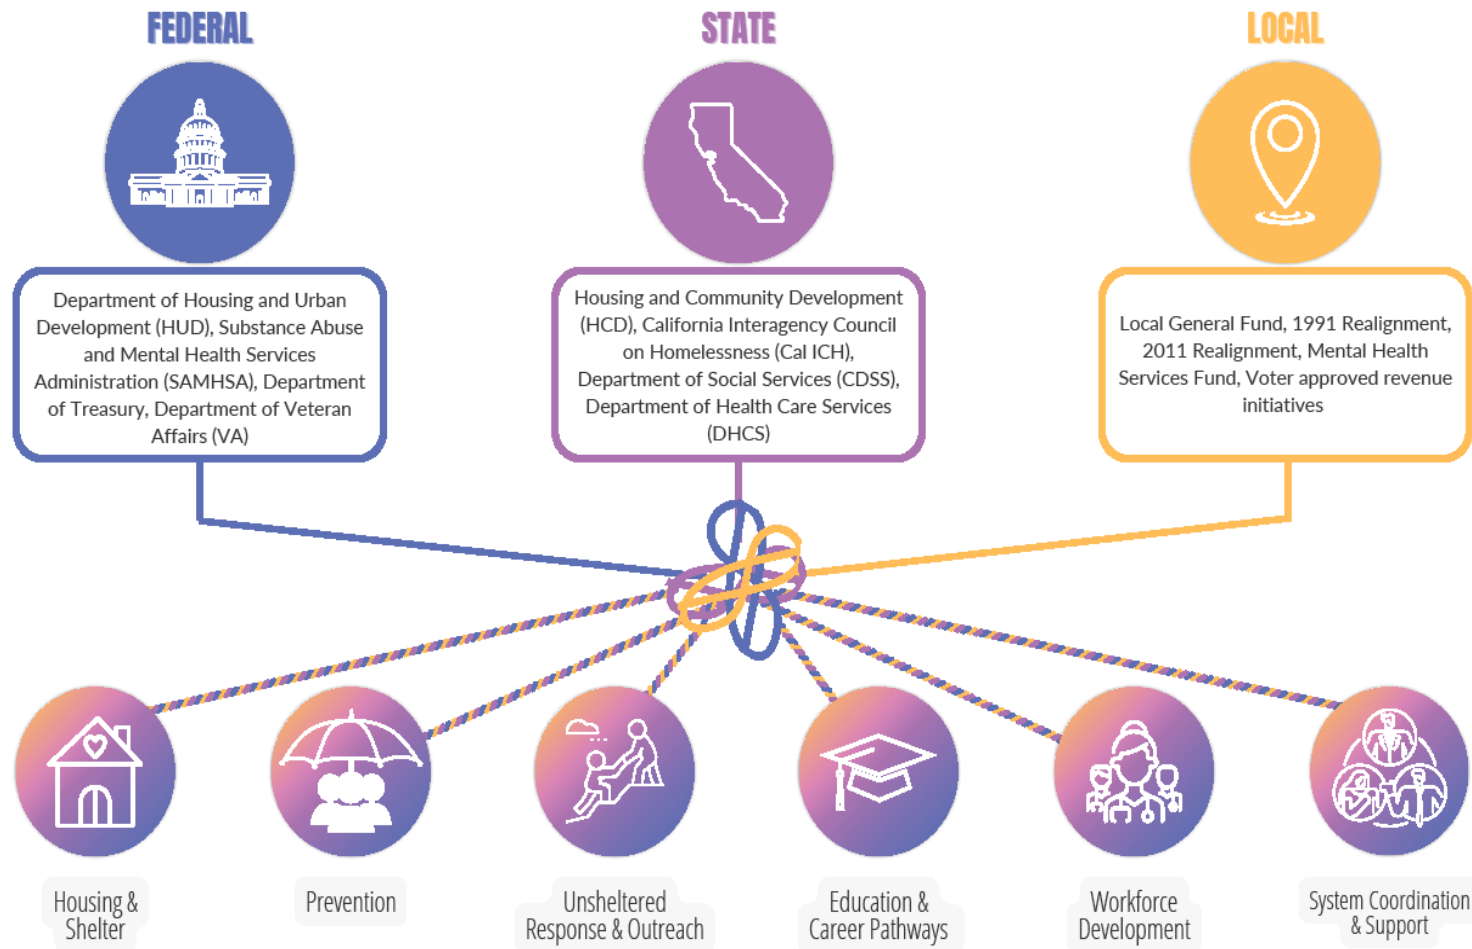 FEDERAL
STATE
LOCAL
Department of Housing and Urban
Development (HUD), Substance Abuse
and Mental Health Services
Administration (SAMHSA), Department
of Treasury, Department of Veteran
Affairs (VA)
Housing and Community Development
(HCD), California Interagency Council
on Homelessness (Cal ICH),
Department of Social Services (CDSS),
Department of Health Care Services
(DHCS)
Local General Fund, 1991 Realignment,
2011 Realignment, Mental Health
Services Fund, Voter approved revenue
initiatives
Housing &
Shelter
Prevention
Unsheltered
Response & Outreach
Education &
Career Pathways
Workforce
Development
System Coordination
& Support